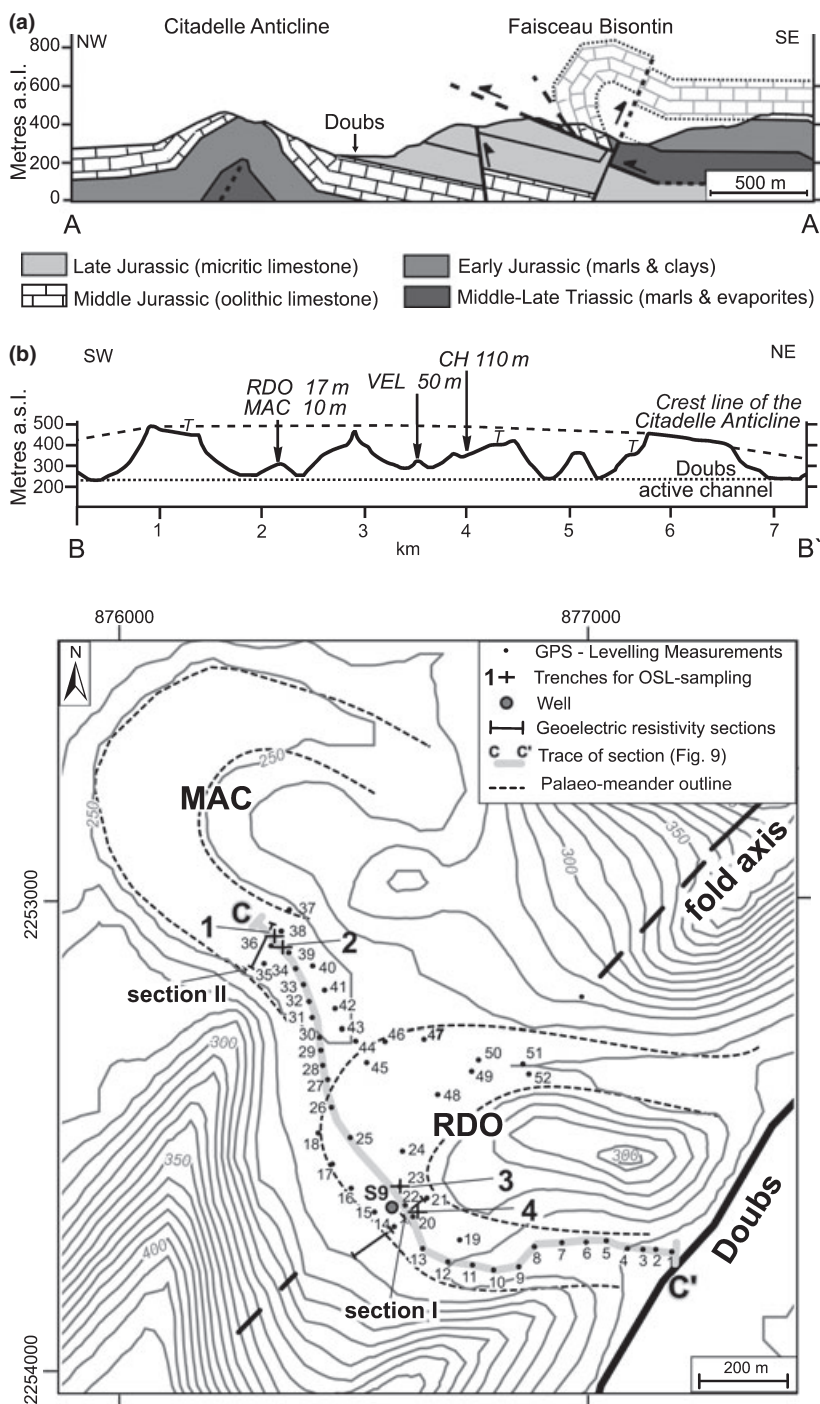 (a)
Citadelle Anticline
Faisceau Bisontin
NW
SE
Metres a.s.l.
800
600
400
200
0
Doubs
500 m
A
A
Late Jurassic (micritic limestone)
Early Jurassic (marls & clays)
Middle Jurassic (oolithic limestone)
Middle-Late Triassic (marls & evaporites)
(b)
SW
NE
CH 110 m
VEL 50 m
RDO 17 m
MAC 10 m
Crest line of the
Citadelle Anticline
Metres a.s.l.
500
400
300
200
T
T
T
Doubs
active channel
1 2 3 4 5 6 7
B
km
B`
876000
877000
N
GPS - Levelling Measurements
1 Trenches for OSL-sampling
Well
Geoelectric resistivity sections
C C' Trace of section (Fig. 9)
Palaeo-meander outline
250
MAC
250
350
300
fold axis
2253000
C
37
1
38
2
36
39
35 34
40
section II
33
41
32
42
31
43
30
44
46
47
29
45
50
51
28
49
52
27
48
26
300
RDO
18
25
24
300
350
17
23
3
S9
16
22
21
4
15
20
14
19
400
13
12 11 10 9 8 7 6 5 4 3 2 1
C'
Doubs
section I
2254000
200 m